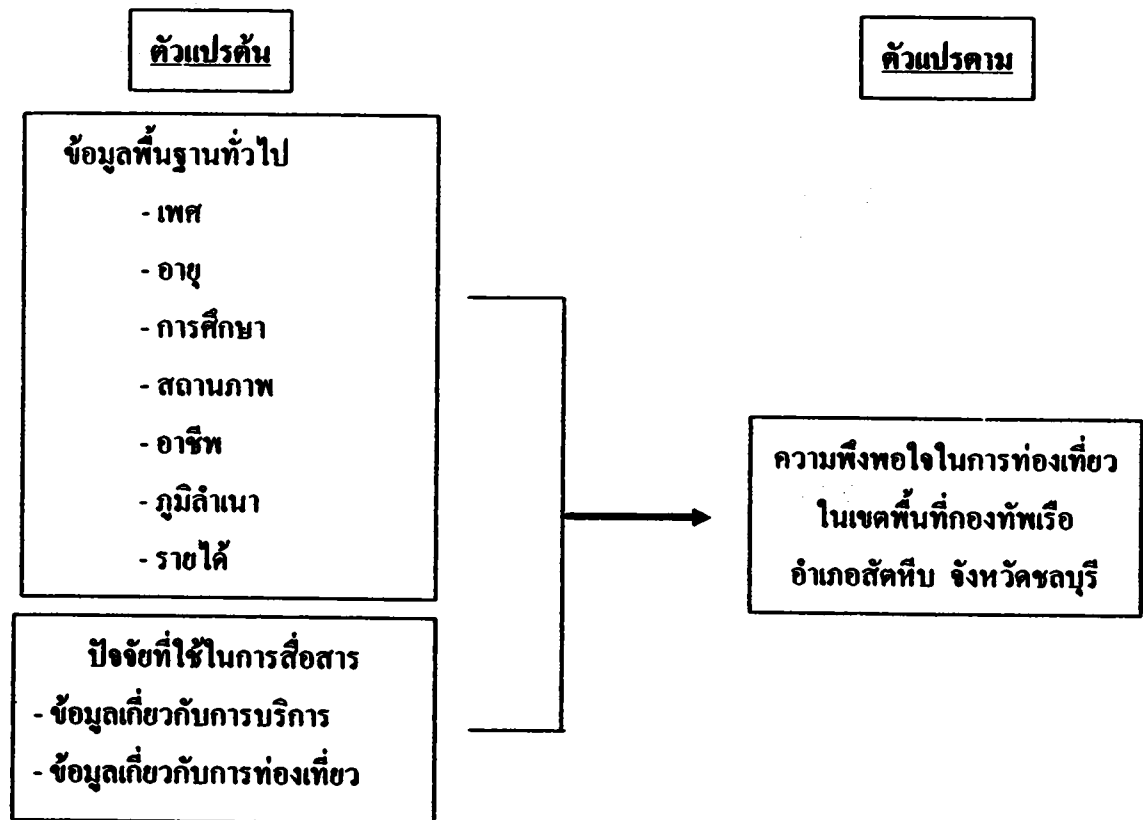 ตัวแปรต้น
ตัวแปรตาม
ข้อมูลพื้นฐานทั่วไป
- เพศ
- อายุ
- การศึกษา
- สถานภาพ
- อาชีพ
- ภูมิลำเนา
- รายได้
ปัจจัยที่ใช้ในการสื่อสาร
- ข้อมูลเกี่ยวกับการบริการ
- ข้อมูลเกี่ยวกับการท่องเที่ยว
ความพึงพอใจในการท่องเที่ยว
ในเขตพื้นที่กองทัพเรือ
อำเภอสัตหีบ จังหวัดชลบุรี